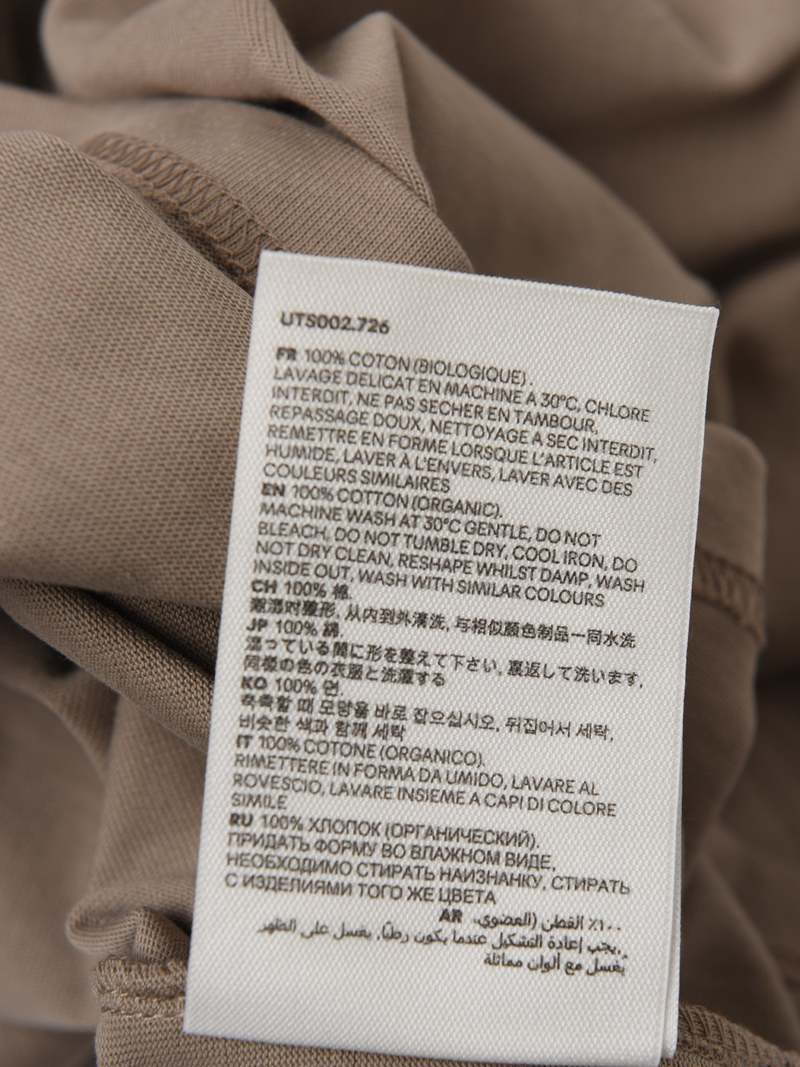 UTS002.726
FR 100% COTON (BIOLOGIQUE).
LAVAGE DELICAT EN MACHINE A 30°C, CHLORE
INTERDIT, NE PAS SECHER EN TAMBOUR,
REPASSAGE DOUX, NETTOYAGE A SEC INTERDIT,
REMETTRE EN FORME LORSQUE L'ARTICLE EST
HUMIDE, LAVER À L'ENVERS, LAVER AVEC DES
COULEURS SIMILAIRES
EN 100% COTTON (ORGANIC).
MACHINE WASH AT 30°C GENTLE, DO NOT
BLEACH, DO NOT TUMBLE DRY, COOL IRON, DO
NOT DRY CLEAN, RESHAPE WHILST DAMP, WASH
INSIDE OUT, WASH WITH SIMILAR COLOURS
CH 100% 棉.
潮湿时整形, 从内到外清洗, 与相似颜色制品一同水洗
JP 100% 綿.
湿っている間に形を整えて下さい, 裏返して洗います,
同様の色の衣服と洗濯する
KO 100% 면.
축축할 때 모양을 바로 잡으십시오, 뒤집어서 세탁,
비슷한 색과 함께 세탁
IT 100% COTONE (ORGANICO).
RIMETTERE IN FORMA DA UMIDO, LAVARE AL
ROVESCIO, LAVARE INSIEME A CAPI DI COLORE
SIMILE
RU 100% ХЛОПОК (ОРГАНИЧЕСКИЙ).
ПРИДАТЬ ФОРМУ ВО ВЛАЖНОМ ВИДЕ,
НЕОБХОДИМО СТИРАТЬ НАИЗНАНКУ, СТИРАТЬ
С ИЗДЕЛИЯМИ ТОГО ЖЕ ЦВЕТА
١٠٠٪ القطن (العضوي، AR
يجب إعادة التشكيل عندما يكون رطبًا, يغسل على الظهر,
يُغسل مع ألوان مماثلة